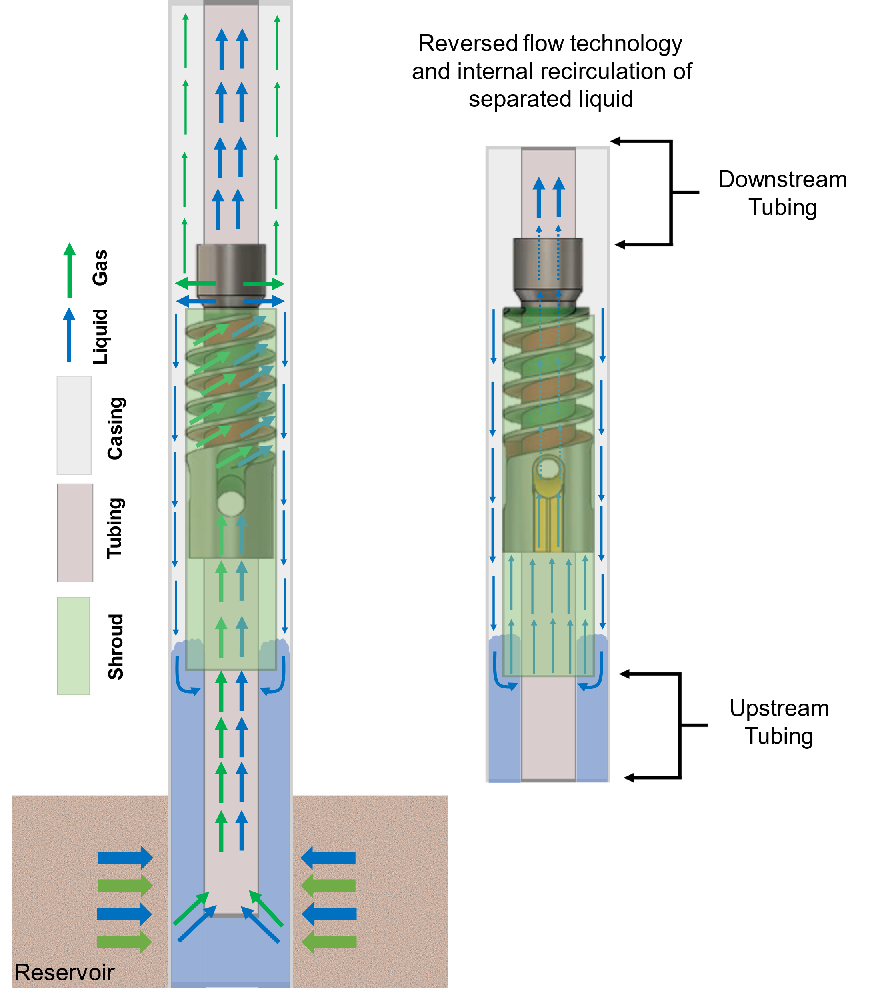 Reversed flow technology
and internal recirculation of
separated liquid
Downstream
Tubing
Gas
Liquid
Casing
Tubing
Shroud
Upstream
Tubing
Reservoir